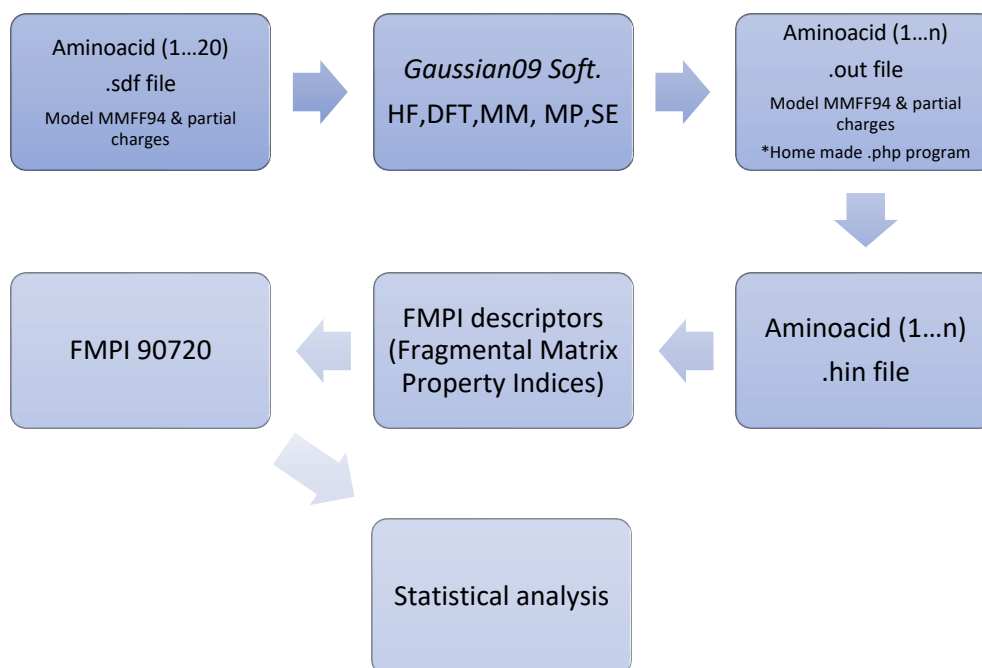 Aminoacid (1...20)
.sdf file
Model MMFF94 & partial
charges
Gaussian09 Soft.
HF,DFT,MM, MP,SE
Aminoacid (1...n)
.out file
Model MMFF94 & partial
charges
*Home made .php program
Aminoacid (1...n)
.hin file
FMPI descriptors
(Fragmental Matrix
Property Indices)
FMPI 90720
Statistical analysis